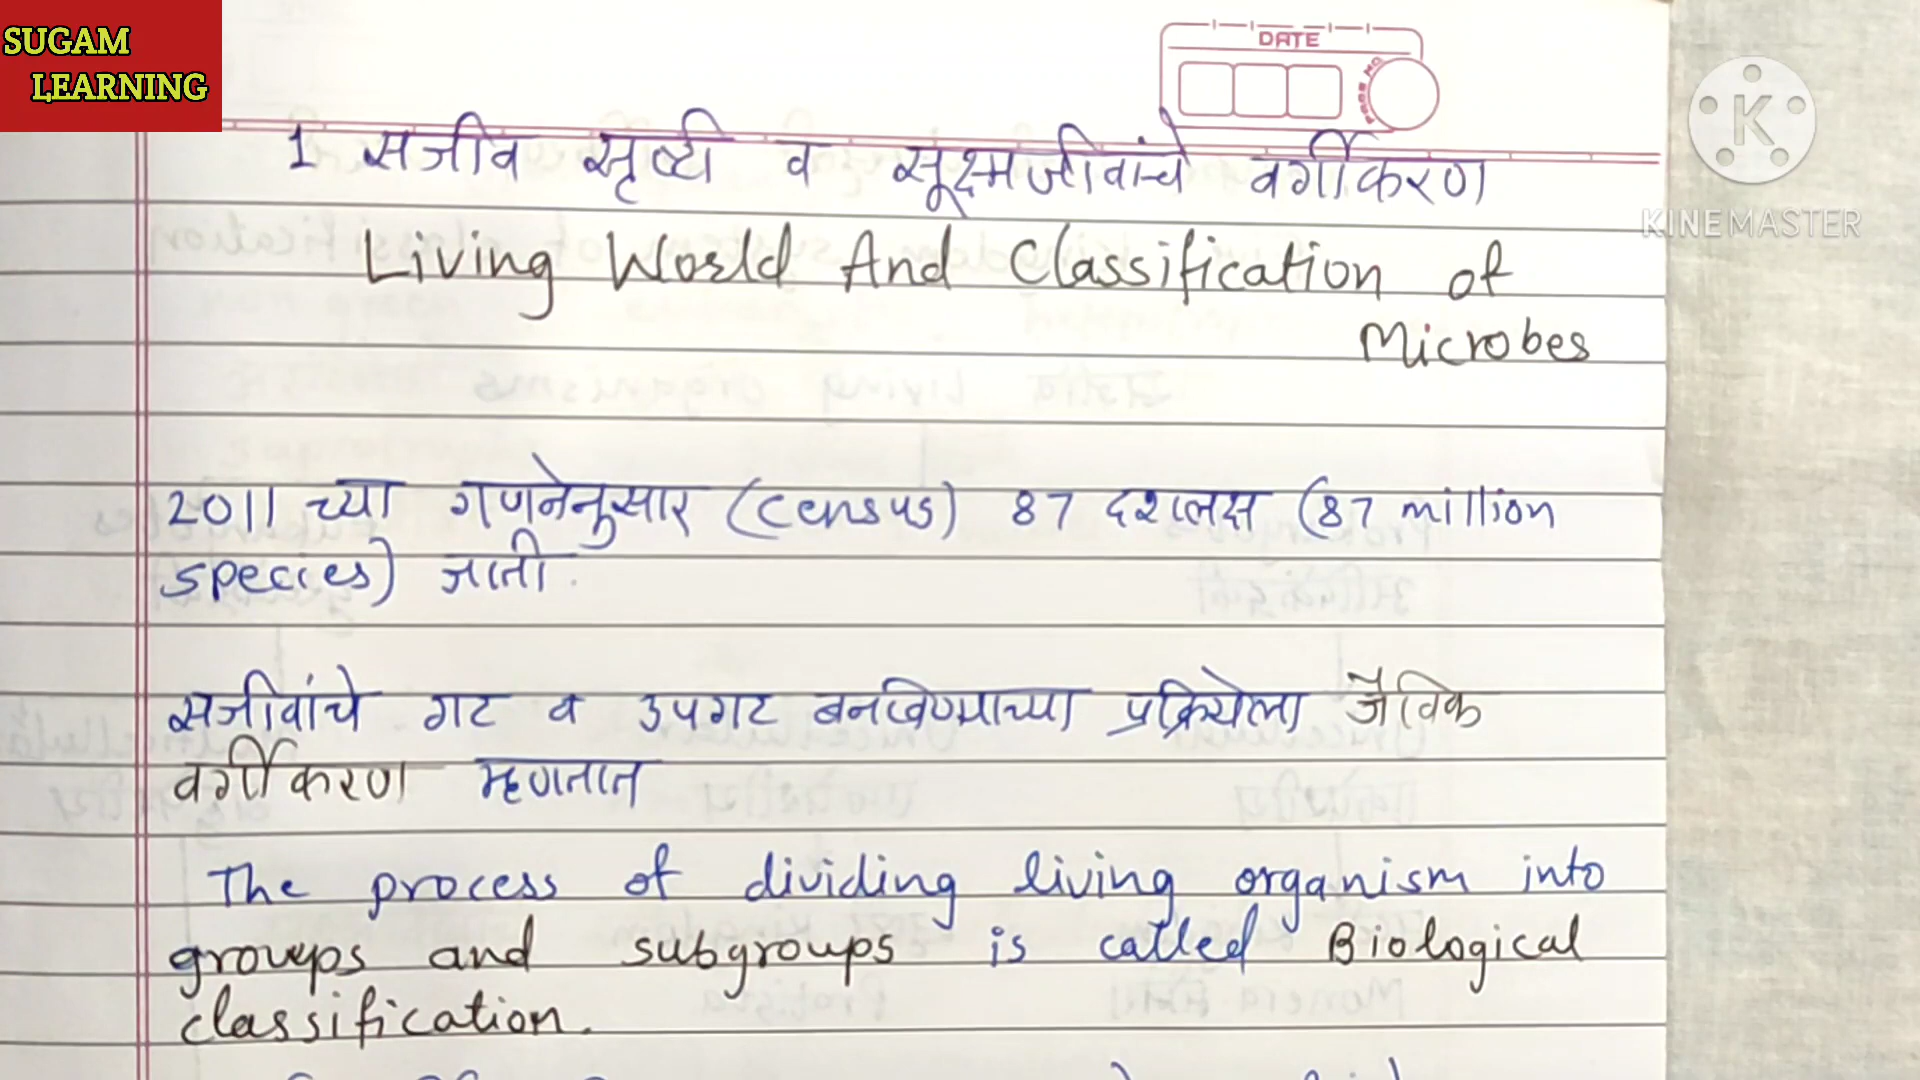 SUGAM
LEARNING
DATE
PAGE NO.
K
KINEMASTER
1 सजीव सृष्टी व सूक्ष्मजीवांचे वर्गीकरण
Living World And Classification of
Microbes
2011 च्या गणनेनुसार (census) 87 दशलक्ष (87 million
species) जाती.
सजीवांचे गट व उपगट बनविण्याच्या प्रक्रियेला जैविक
वर्गीकरण म्हणतात
The process of dividing living organism into
groups and subgroups is called Biological
classification.